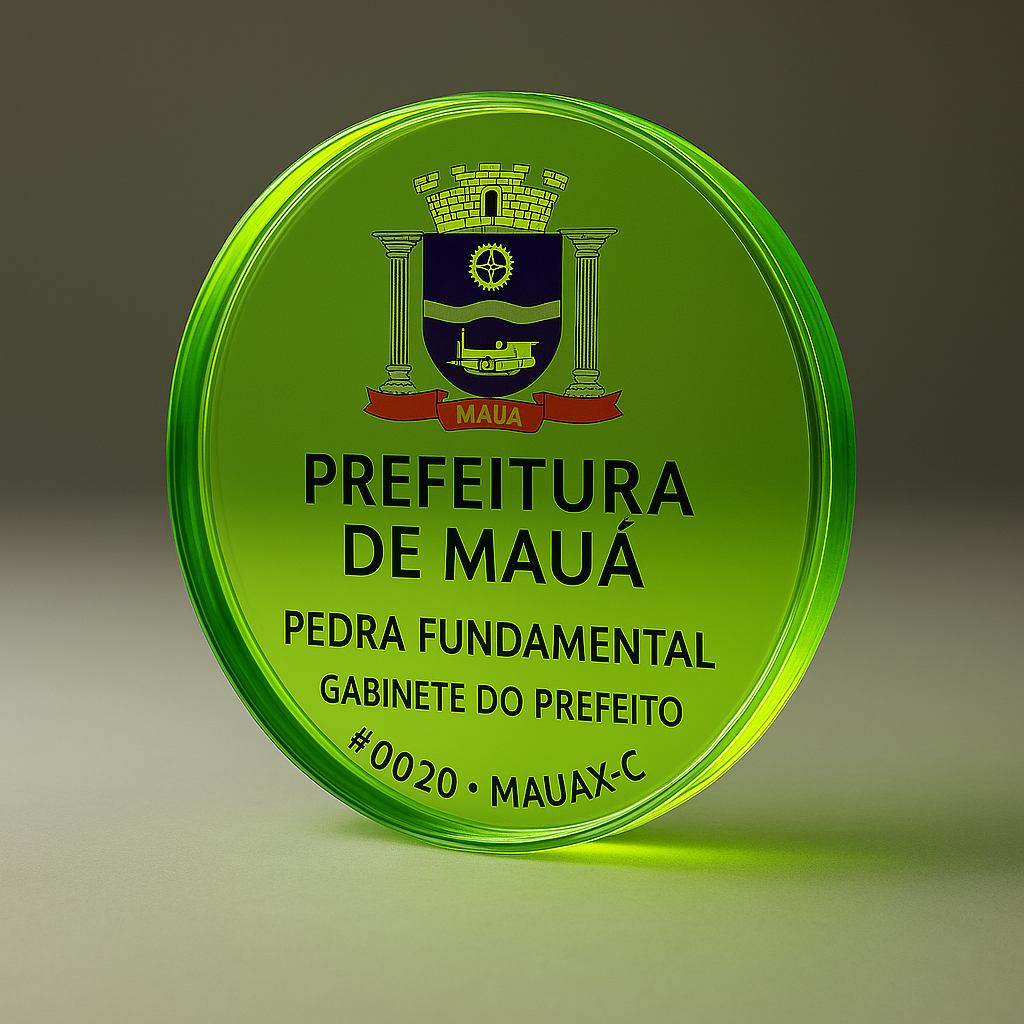 MAUA
PREFEITURA
DE MAUÁ
PEDRA FUNDAMENTAL
GABINETE DO PREFEITO
#0020 • MAUAX-C